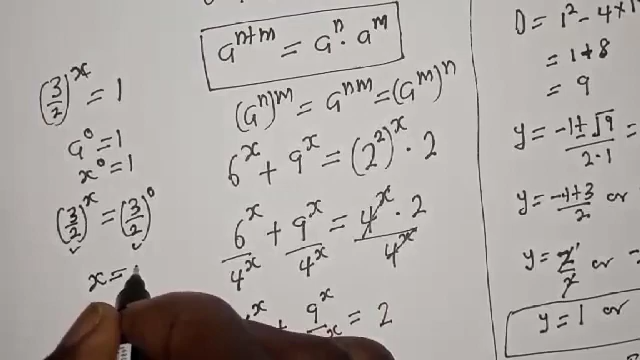 (3/2)^x = 1
a^0 = 1
x^0 = 1
(3/2)^x = (3/2)^0
x =
a^{n+m} = a^n · a^m
(a^n)^m = a^{nm} = (a^m)^n
6^x + 9^x = (2^2)^x · 2
6^x/4^x + 9^x/4^x = 4^x · 2/4^x
+ 9^x = 2
D = 1^2 - 4 ×
= 1 + 8
= 9
y = -1 ± √9 / 2·1 =
y = -1+3 / 2 or
y = 2/2 or
y = 1 or